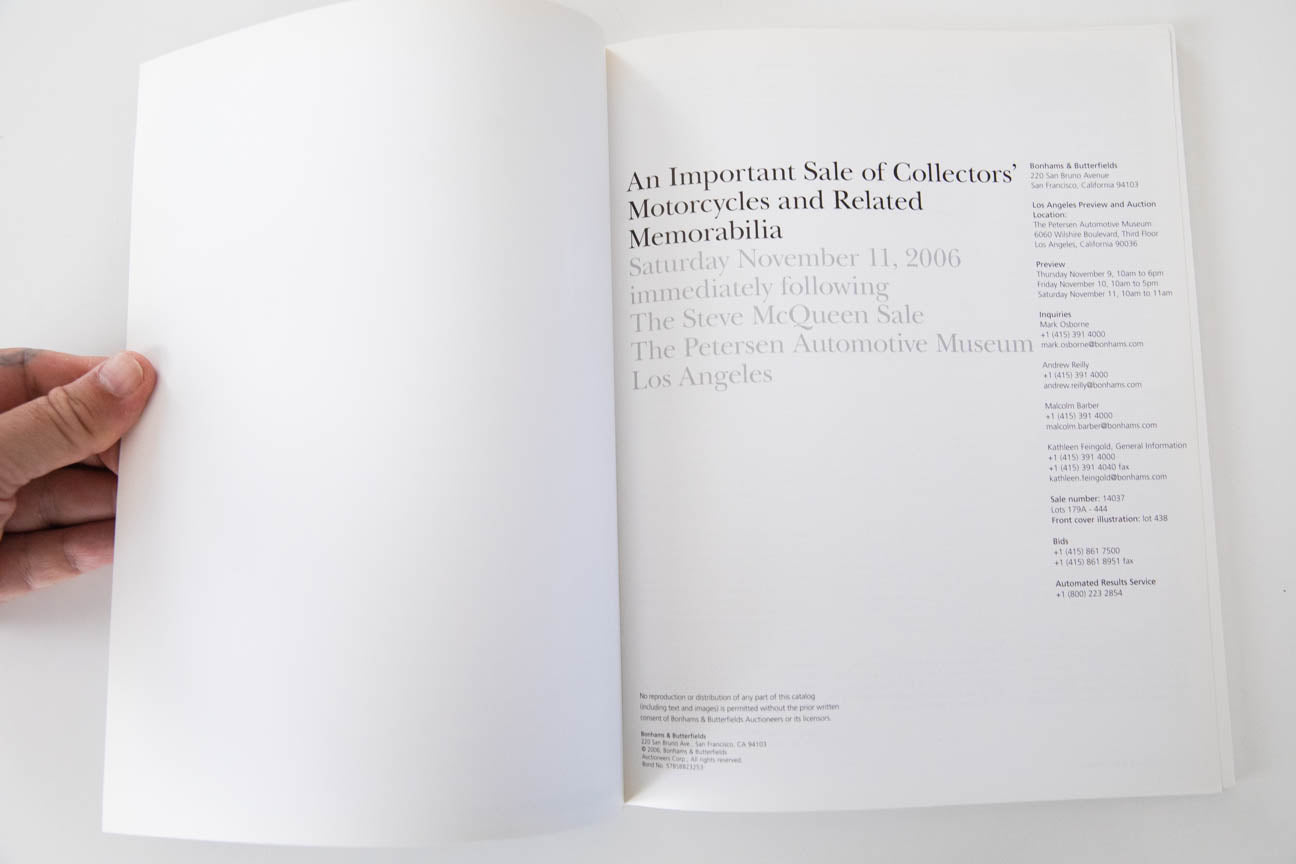 An Important Sale of Collectors'
Motorcycles and Related
Memorabilia
Saturday November 11, 2006
immediately following
The Steve McQueen Sale
The Petersen Automotive Museum
Los Angeles
Bonhams & Butterfields
220 San Bruno Avenue
San Francisco, California 94103
Los Angeles Preview and Auction
Location:
The Petersen Automotive Museum
6060 Wilshire Boulevard, Third Floor
Los Angeles, California 90036
Preview
Thursday November 9, 10am to 6pm
Friday November 10, 10am to 5pm
Saturday November 11, 10am to 11am
Inquiries
Mark Osborne
+1 (415) 391 4000
mark.osborne@bonhams.com
Andrew Reilly
+1 (415) 391 4000
andrew.reilly@bonhams.com
Malcolm Barber
+1 (415) 391 4000
malcolm.barber@bonhams.com
Kathleen Feingold, General Information
+1 (415) 391 4000
+1 (415) 391 4040 fax
kathleen.feingold@bonhams.com
Sale number: 14037
Lots 179A - 444
Front cover illustration: lot 438
Bids
+1 (415) 861 7500
+1 (415) 861 8951 fax
Automated Results Service
+1 (800) 223 2854
No reproduction or distribution of any part of this catalog
(including text and images) is permitted without the prior written
consent of Bonhams & Butterfields Auctioneers or its licensors.
Bonhams & Butterfields
220 San Bruno Ave., San Francisco, CA 94103
© 2006, Bonhams & Butterfields
Auctioneers Corp.; All rights reserved.
Bond No. 57BSBBZ3253